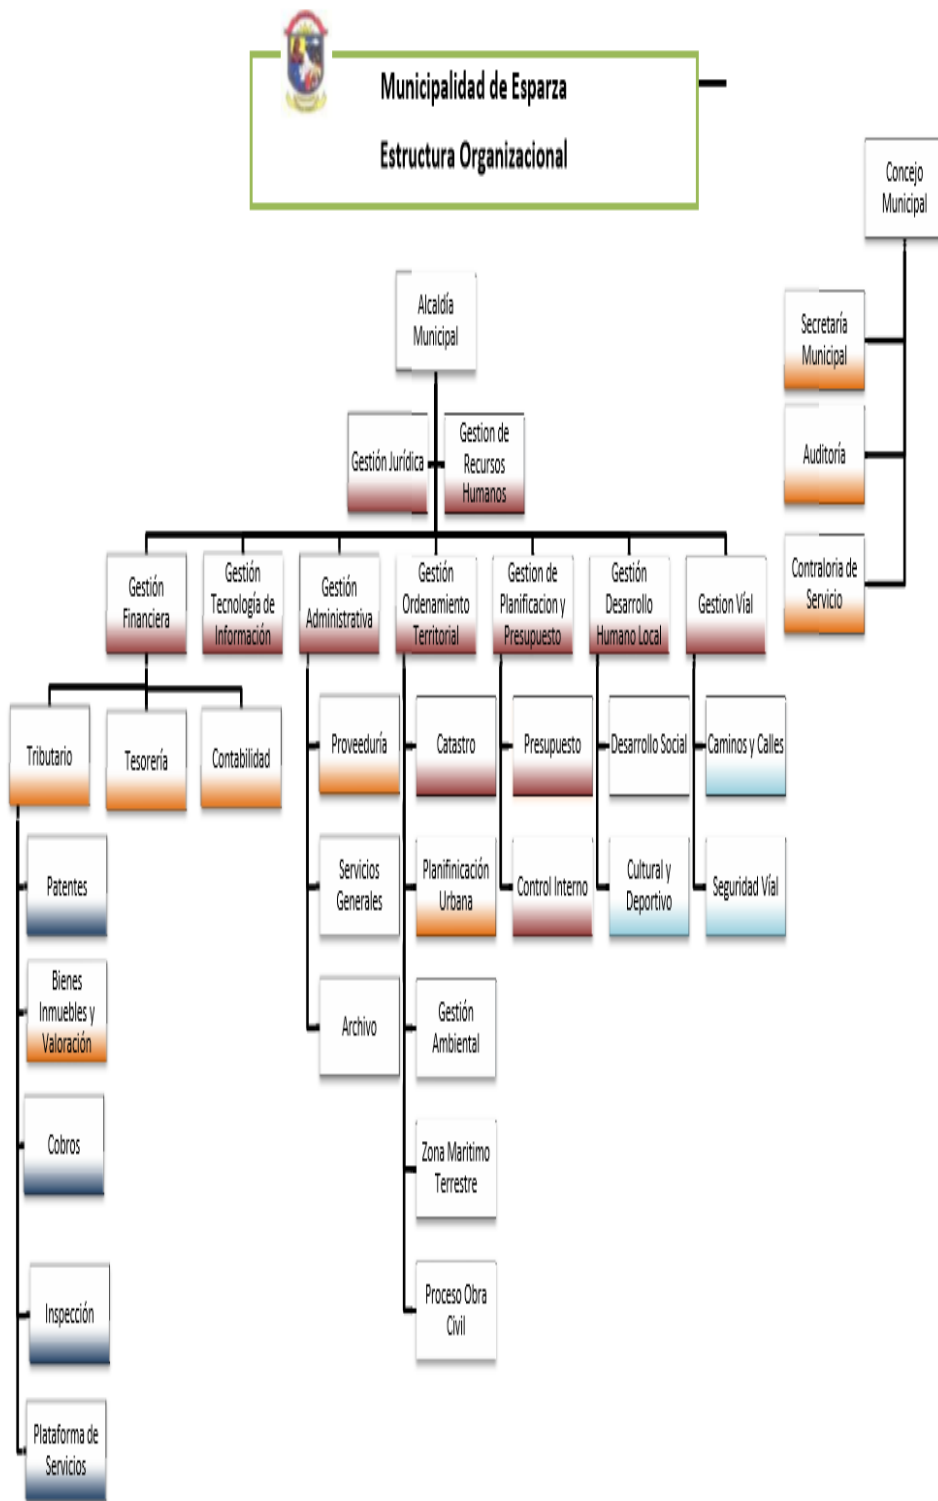 Municipalidad de Esparza
Estructura Organizacional
Concejo
Municipal
Alcaldía
Municipal
Secretaría
Municipal
Auditoría
Contraloria de
Servicio
Gestión Jurídica
Gestion de
Recursos
Humanos
Gestión
Financiera
Gestión
Tecnología de
Información
Gestión
Administrativa
Gestión
Ordenamiento
Territorial
Gestion de
Planificacion y
Presupuesto
Gestión
Desarrollo
Humano Local
Gestion Víal
Tributario
Tesorería
Contabilidad
Proveeduría
Catastro
Presupuesto
Desarrollo Social
Caminos y Calles
Patentes
Servicios
Generales
Planifinicación
Urbana
Control Interno
Cultural y
Deportivo
Seguridad Víal
Bienes
Inmuebles y
Valoración
Archivo
Gestión
Ambiental
Cobros
Zona Maritimo
Terrestre
Inspección
Proceso Obra
Civil
Plataforma de
Servicios